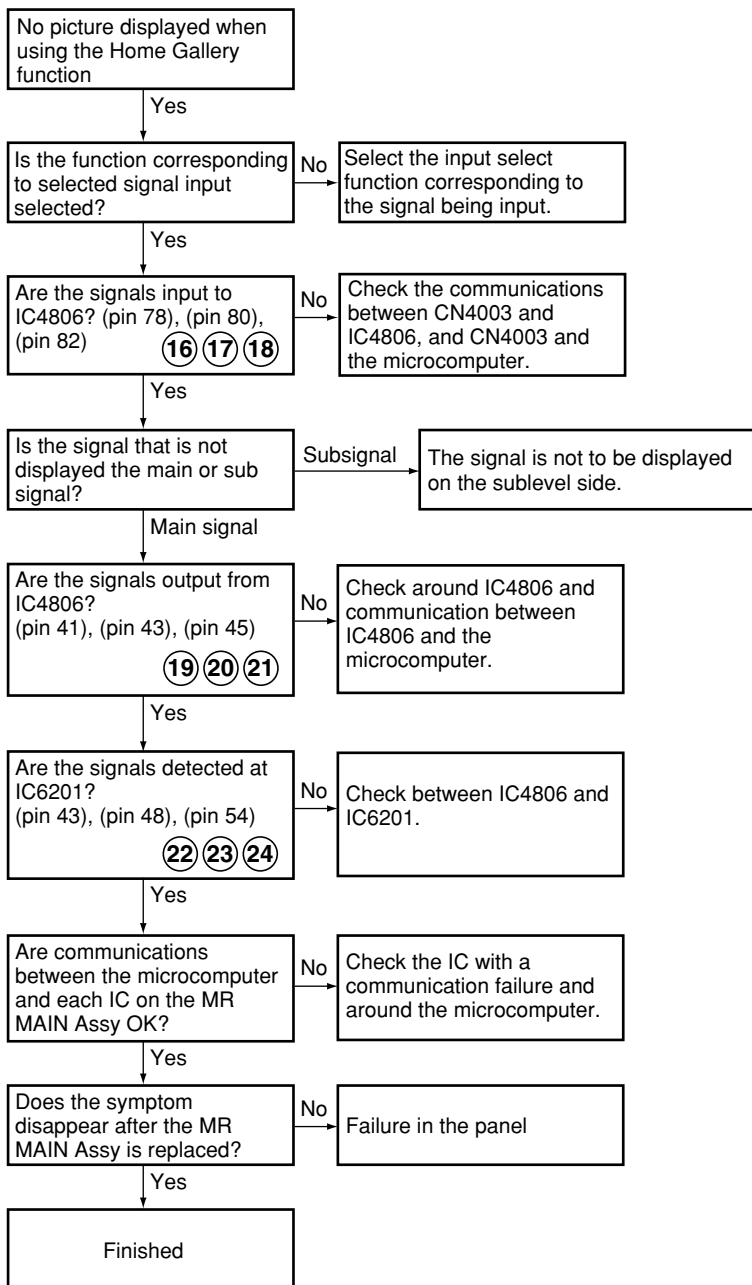 No picture displayed when
using the Home Gallery
function
Yes
Is the function corresponding
to selected signal input
selected?
No
Select the input select
function corresponding to
the signal being input.
Yes
Are the signals input to
IC4806? (pin 78), (pin 80),
(pin 82)
16 17 18
No
Check the communications
between CN4003 and
IC4806, and CN4003 and
the microcomputer.
Yes
Is the signal that is not
displayed the main or sub
signal?
Subsignal
The signal is not to be displayed
on the sublevel side.
Main signal
Are the signals output from
IC4806?
(pin 41), (pin 43), (pin 45)
19 20 21
No
Check around IC4806 and
communication between
IC4806 and the
microcomputer.
Yes
Are the signals detected at
IC6201?
(pin 43), (pin 48), (pin 54)
22 23 24
No
Check between IC4806 and
IC6201.
Yes
Are communications
between the microcomputer
and each IC on the MR
MAIN Assy OK?
No
Check the IC with a
communication failure and
around the microcomputer.
Yes
Does the symptom
disappear after the MR
MAIN Assy is replaced?
No
Failure in the panel
Yes
Finished